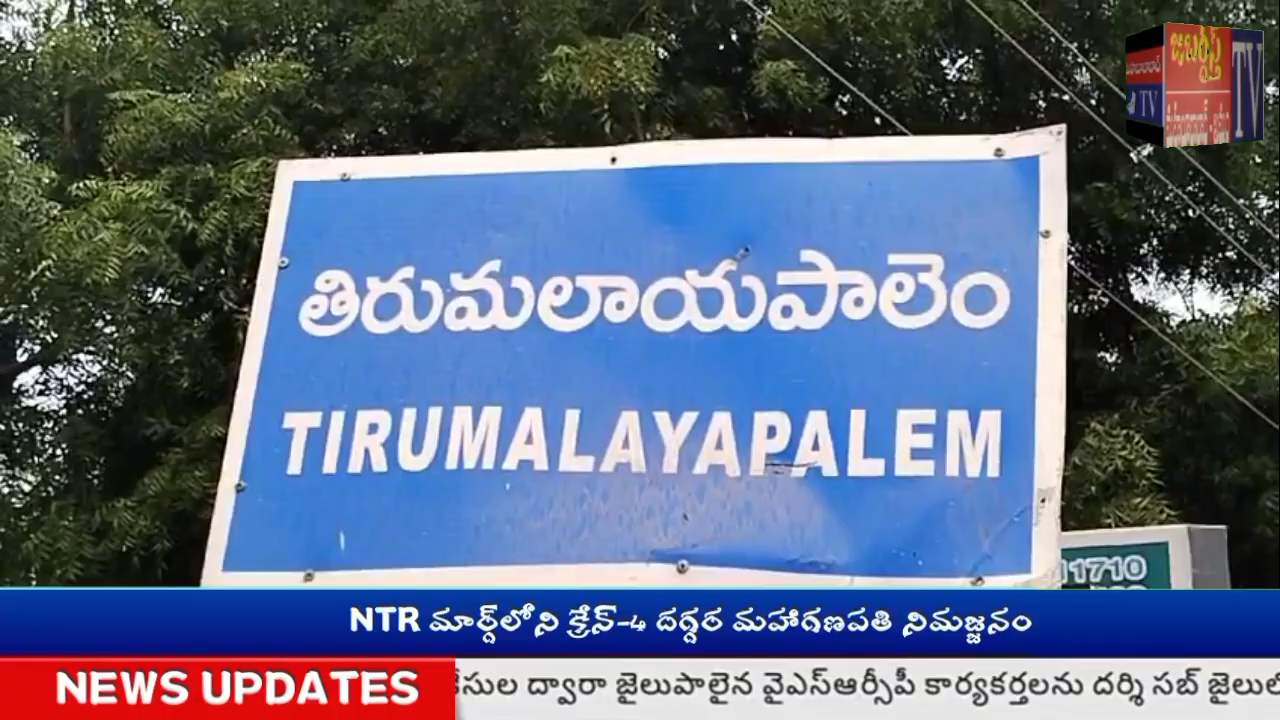 TV
తిరుమలాయపాలెం
TIRUMALAYAPALEM
11710
NTR మార్గ్‌లోని క్రేన్-4 దగ్గర మహాగణపతి నిమజ్జనం
NEWS UPDATES
కేసుల ద్వారా జైలుపాలైన వైఎస్ఆర్సీపీ కార్యకర్తలను దర్శి సబ్